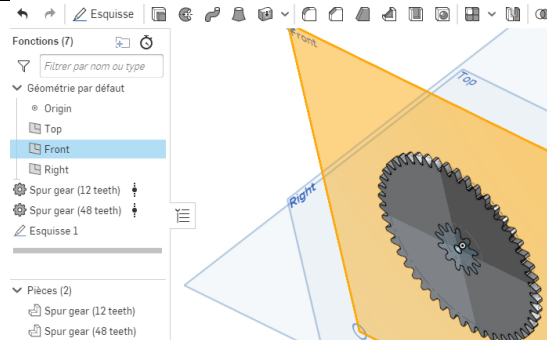 Esquisse
Fonctions (7)
Filtrer par nom ou type
Géométrie par défaut
Origin
Top
Front
Right
Spur gear (12 teeth)
Spur gear (48 teeth)
Esquisse 1
Pièces (2)
Spur gear (12 teeth)
Spur gear (48 teeth)
Front
Top
Right